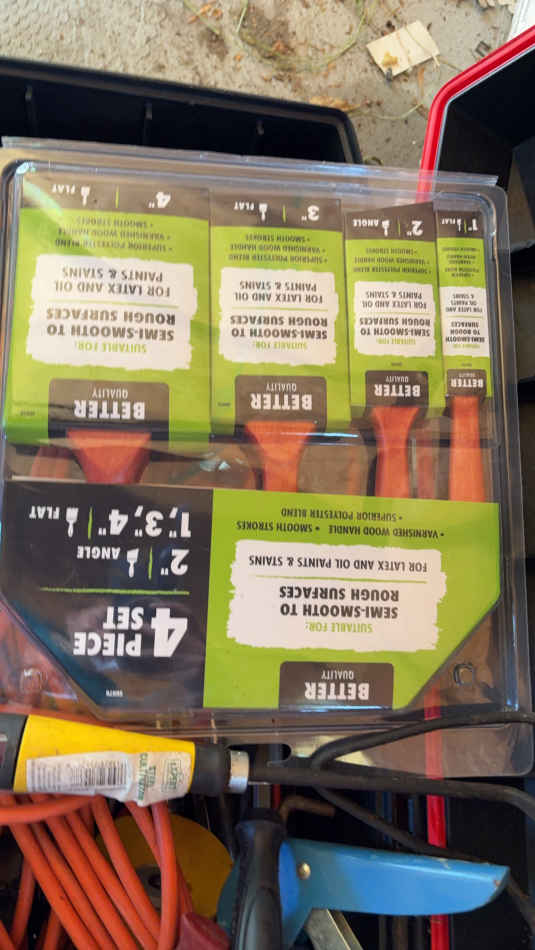 BETTER
QUALITY
SUITABLE FOR:
SEMI-SMOOTH TO
ROUGH SURFACES
FOR LATEX AND OIL PAINTS & STAINS
• VARNISHED WOOD HANDLE • SMOOTH STROKES
• SUPERIOR POLYESTER BLEND
4 PIECE
SET
2" ANGLE
1", 3", 4" FLAT
BETTER
QUALITY
SUITABLE FOR:
SEMI-SMOOTH
TO ROUGH
SURFACES
FOR LATEX AND
OIL PAINTS
& STAINS
1" FLAT
BETTER
QUALITY
SUITABLE FOR:
SEMI-SMOOTH TO
ROUGH SURFACES
FOR LATEX AND OIL
PAINTS & STAINS
• SUPERIOR POLYESTER BLEND
• VARNISHED WOOD HANDLE
• SMOOTH STROKES
2" ANGLE
BETTER
QUALITY
SUITABLE FOR:
SEMI-SMOOTH TO
ROUGH SURFACES
FOR LATEX AND OIL
PAINTS & STAINS
• SUPERIOR POLYESTER BLEND
• VARNISHED WOOD HANDLE
• SMOOTH STROKES
3" FLAT
BETTER
QUALITY
SUITABLE FOR:
SEMI-SMOOTH TO
ROUGH SURFACES
FOR LATEX AND OIL
PAINTS & STAINS
• SUPERIOR POLYESTER BLEND
• VARNISHED WOOD HANDLE
• SMOOTH STROKES
4" FLAT